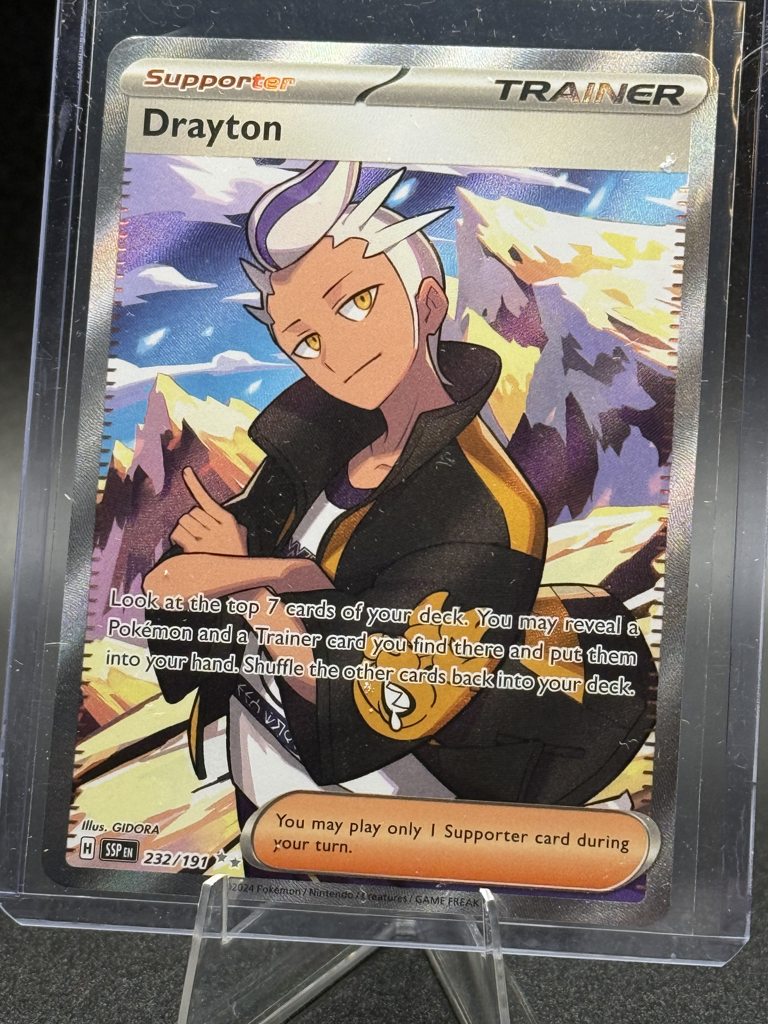 Supporter
TRAINER
Drayton
Look at the top 7 cards of your deck. You may reveal a
Pokémon and a Trainer card you find there and put them
into your hand. Shuffle the other cards back into your deck.
You may play only 1 Supporter card during
your turn.
Illus. GIDORA
H SSP EN 232/191 ★★
©2024 Pokémon / Nintendo / Creatures / GAME FREAK